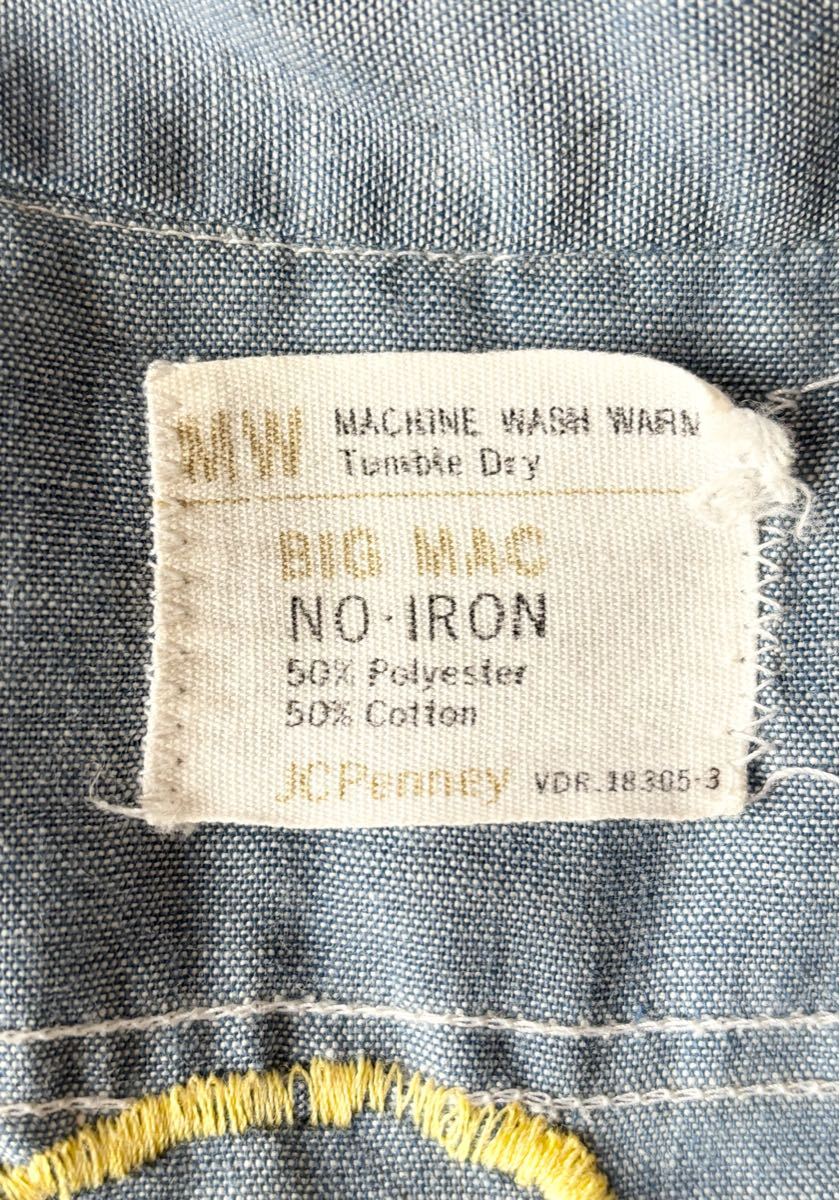 MW MACHINE WASH WARM
Tumble Dry
BIG MAC
NO-IRON
50% Polyester
50% Cotton
JCPenney VDR.18305-3